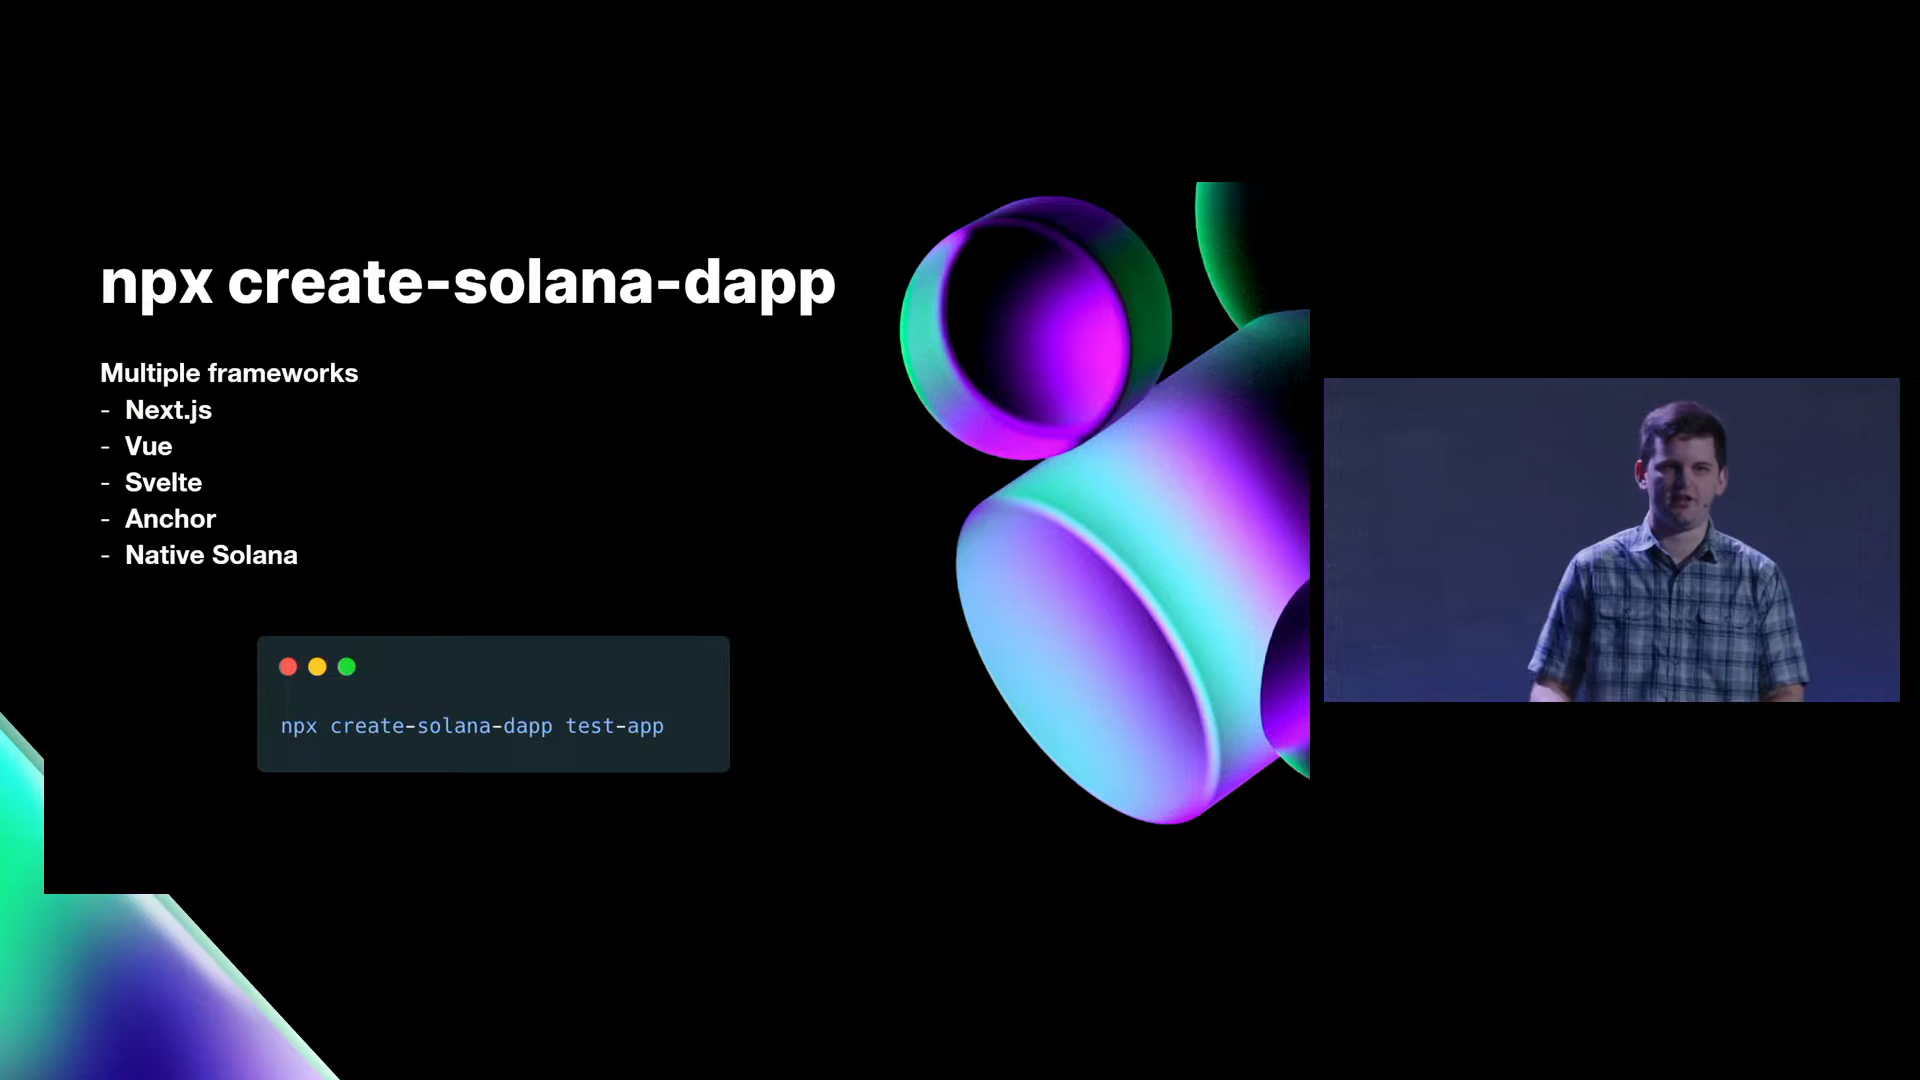 npx create-solana-dapp
Multiple frameworks
- Next.js
- Vue
- Svelte
- Anchor
- Native Solana
npx create-solana-dapp test-app